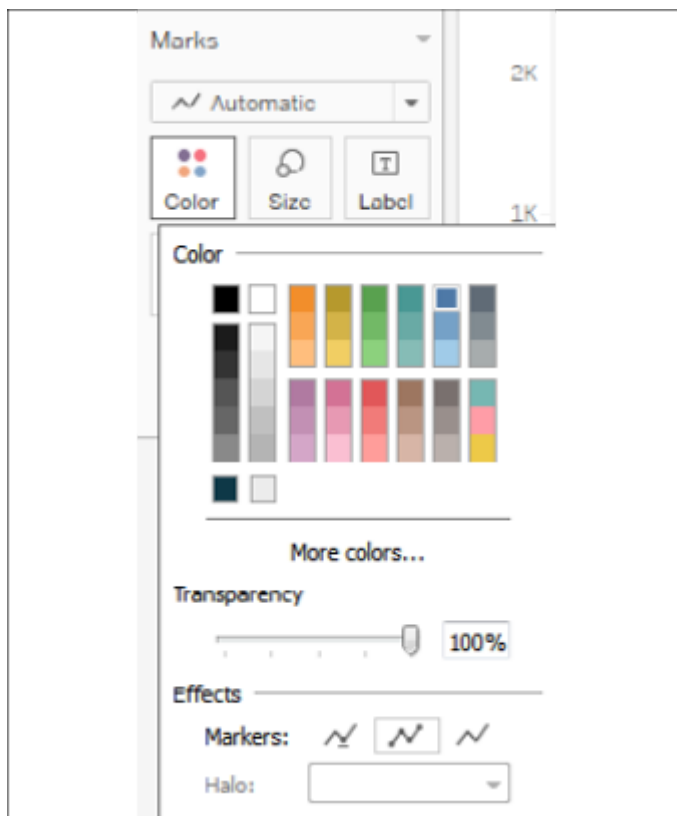 Marks
2K
Automatic
T
Color Size Label
1K
Color
More colors...
Transparency
100%
Effects
Markers:
Halo: